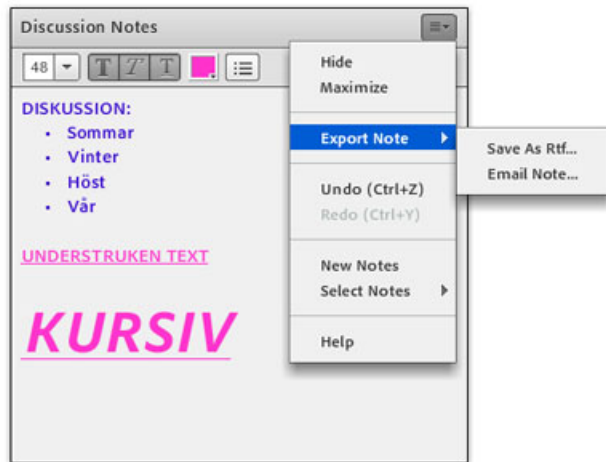 Discussion Notes
48 T T T
DISKUSSION:
• Sommar
• Vinter
• Höst
• Vår
UNDERSTRUKEN TEXT
KURSIV
Hide
Maximize
Export Note
Undo (Ctrl+Z)
Redo (Ctrl+Y)
New Notes
Select Notes
Help
Save As Rtf...
Email Note...